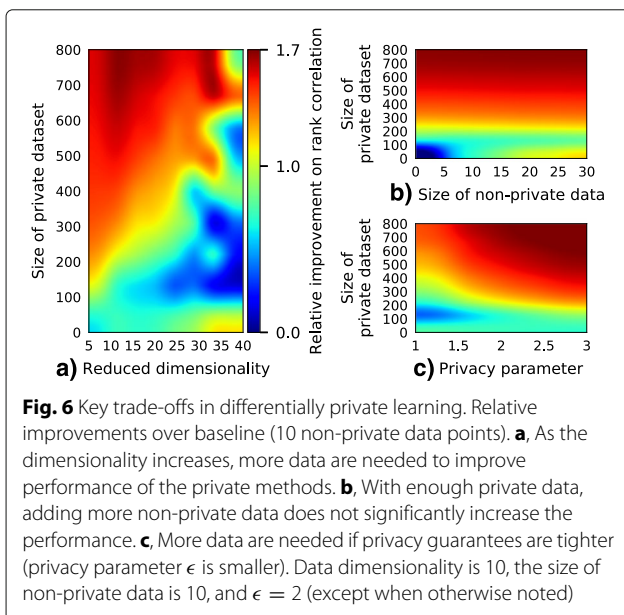 800
700
600
500
400
300
200
100
0
Size of private dataset
5 10 15 20 25 30 35 40
a) Reduced dimensionality
1.7
1.0
0.0
Relative improvement on rank correlation
800
700
600
500
400
300
200
100
0
Size of
private dataset
0 5 10 15 20 25 30
b) Size of non-private data
800
700
600
500
400
300
200
100
0
Size of
private dataset
1 1.5 2 2.5 3
c) Privacy parameter
Fig. 6 Key trade-offs in differentially private learning. Relative
improvements over baseline (10 non-private data points). a, As the
dimensionality increases, more data are needed to improve
performance of the private methods. b, With enough private data,
adding more non-private data does not significantly increase the
performance. c, More data are needed if privacy guarantees are tighter
(privacy parameter ϵ is smaller). Data dimensionality is 10, the size of
non-private data is 10, and ϵ = 2 (except when otherwise noted)